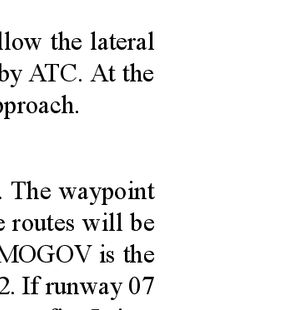 llow the lateral
by ATC. At the
pproach.
. The waypoint
e routes will be
MOGOV is the
2. If runway 07